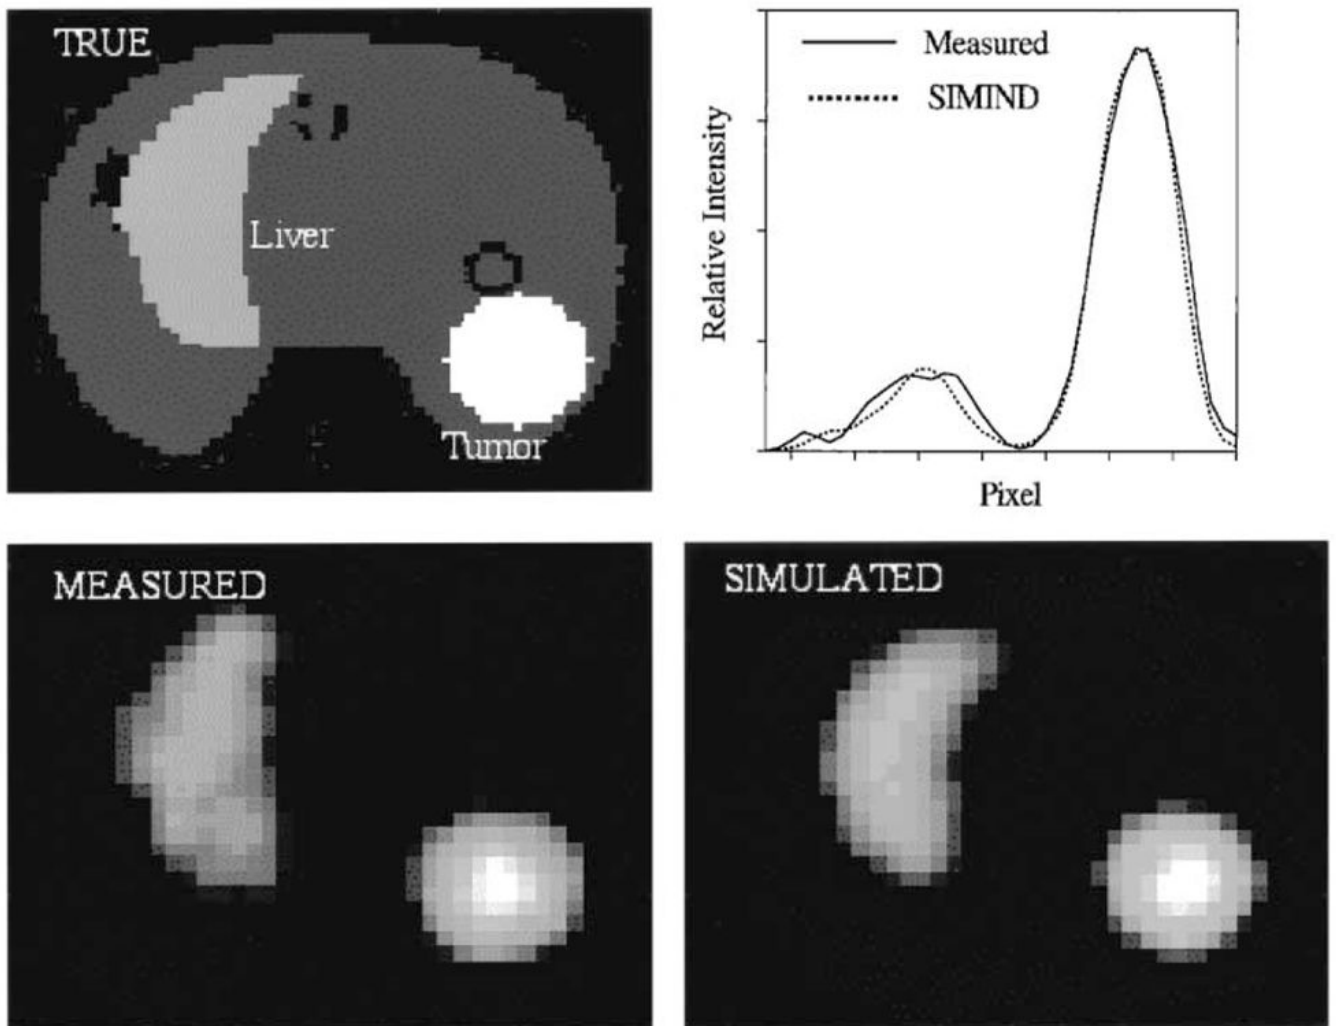 TRUE
Liver
Tumor
Measured
SIMIND
Relative Intensity
Pixel
MEASURED
SIMULATED